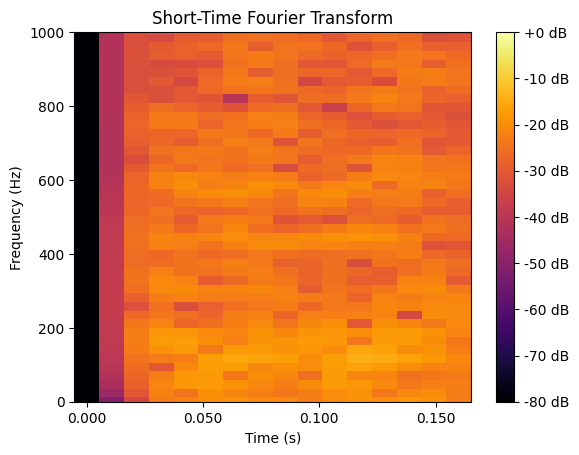 Short-Time Fourier Transform
1000
800
600
400
200
0
Frequency (Hz)
0.000
0.050
0.100
0.150
Time (s)
+0 dB
-10 dB
-20 dB
-30 dB
-40 dB
-50 dB
-60 dB
-70 dB
-80 dB